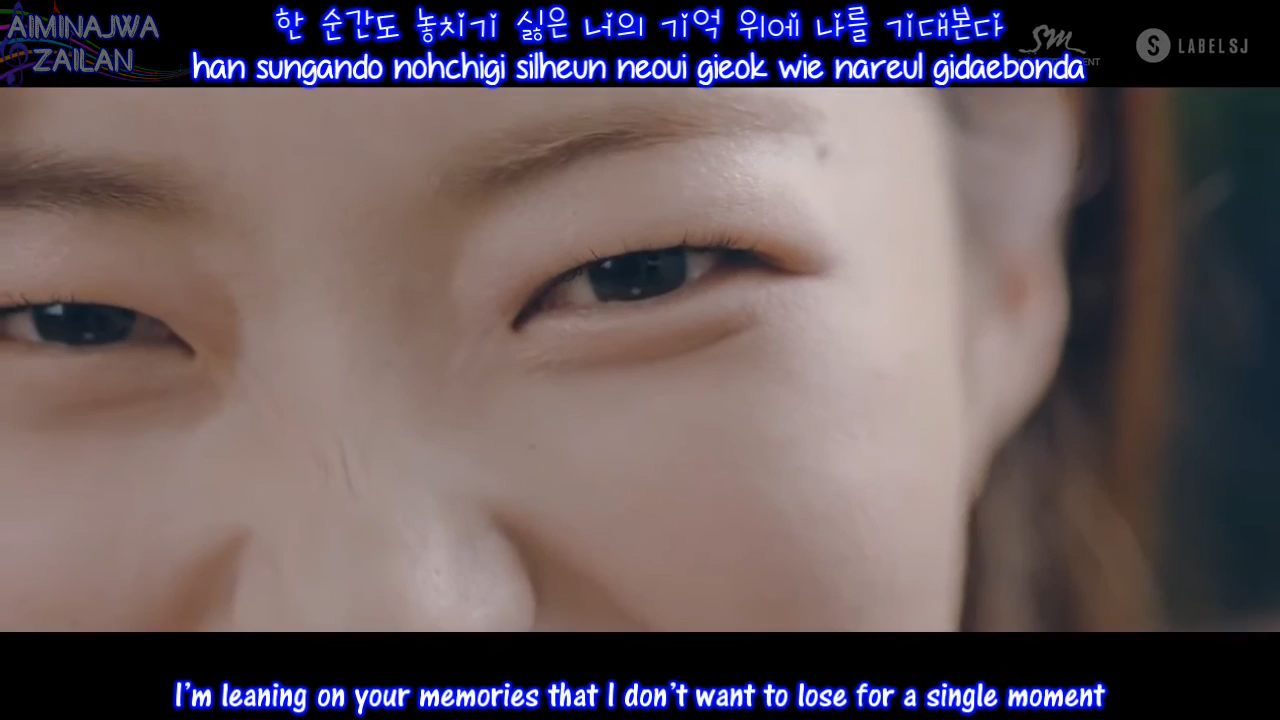 AIMINAJWA
ZAILAN
한 순간도 놓치기 싫은 너의 기억 위에 나를 기대본다
han sungando nohchigi silheun neoui gieok wie nareul gidaebonda
SM
S LABELSJ
I'm leaning on your memories that I don't want to lose for a single moment